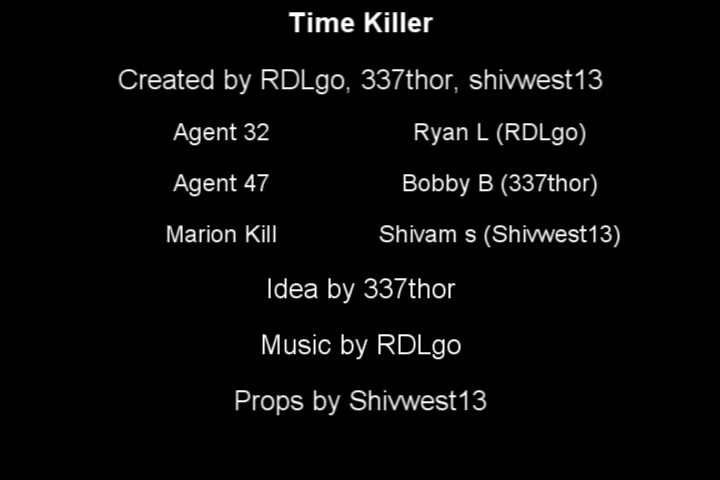 Time Killer
Created by RDLgo, 337thor, shivwest13
Agent 32 Ryan L (RDLgo)
Agent 47 Bobby B (337thor)
Marion Kill Shivam s (Shivwest13)
Idea by 337thor
Music by RDLgo
Props by Shivwest13